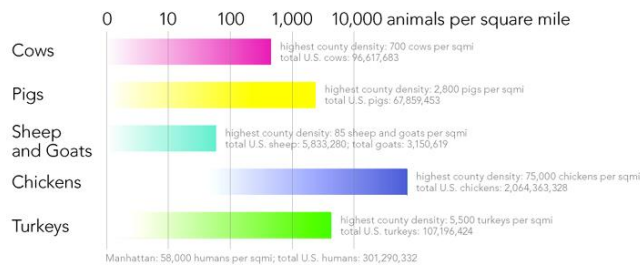 0 10 100 1,000 10,000 animals per square mile
Cows
highest county density: 700 cows per sqmi
total U.S. cows: 96,617,683
Pigs
highest county density: 2,800 pigs per sqmi
total U.S. pigs: 67,859,453
Sheep
and Goats
highest county density: 85 sheep and goats per sqmi
total U.S. sheep: 5,833,280; total goats: 3,150,619
Chickens
highest county density: 75,000 chickens per sqmi
total U.S. chickens: 2,064,363,328
Turkeys
highest county density: 5,500 turkeys per sqmi
total U.S. turkeys: 107,196,424
Manhattan: 58,000 humans per sqmi; total U.S. humans: 301,290,332